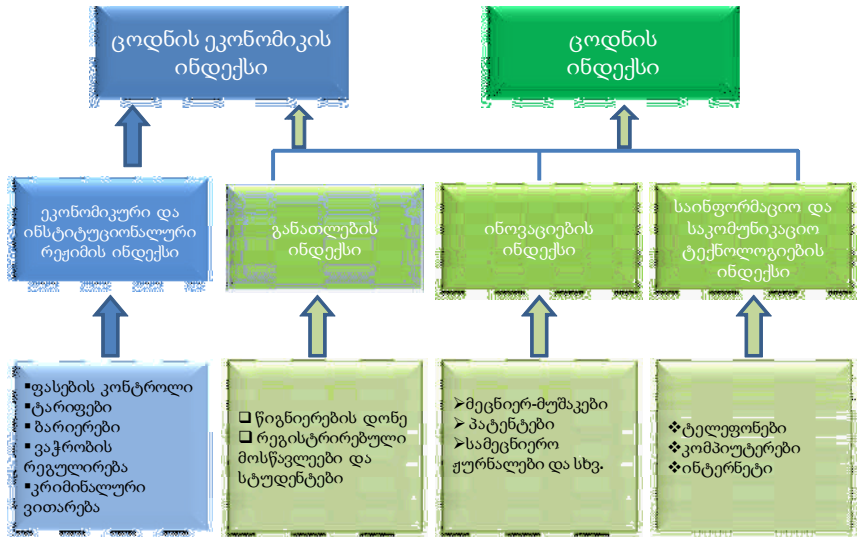 ცოდნის ეკონომიკის
ინდექსი
ცოდნის
ინდექსი
ეკონომიკური და
ინსტიტუციონალური
რეჟიმის ინდექსი
განათლების
ინდექსი
ინოვაციების
ინდექსი
საინფორმაციო და
საკომუნიკაციო
ტექნოლოგიების
ინდექსი
▪ფასების კონტროლი
▪ტარიფები
▪ ბარიერები
▪ ვაჭრობის
რეგულირება
▪კრიმინალური
ვითარება
❑ წიგნიერების დონე
❑ რეგისტრირებული
მოსწავლეები და
სტუდენტები
➢მეცნიერ-მუშაკები
➢ პატენტები
➢სამეცნიერო
ჟურნალები და სხვ.
❖ტელეფონები
❖კომპიუტერები
❖ინტერნეტი